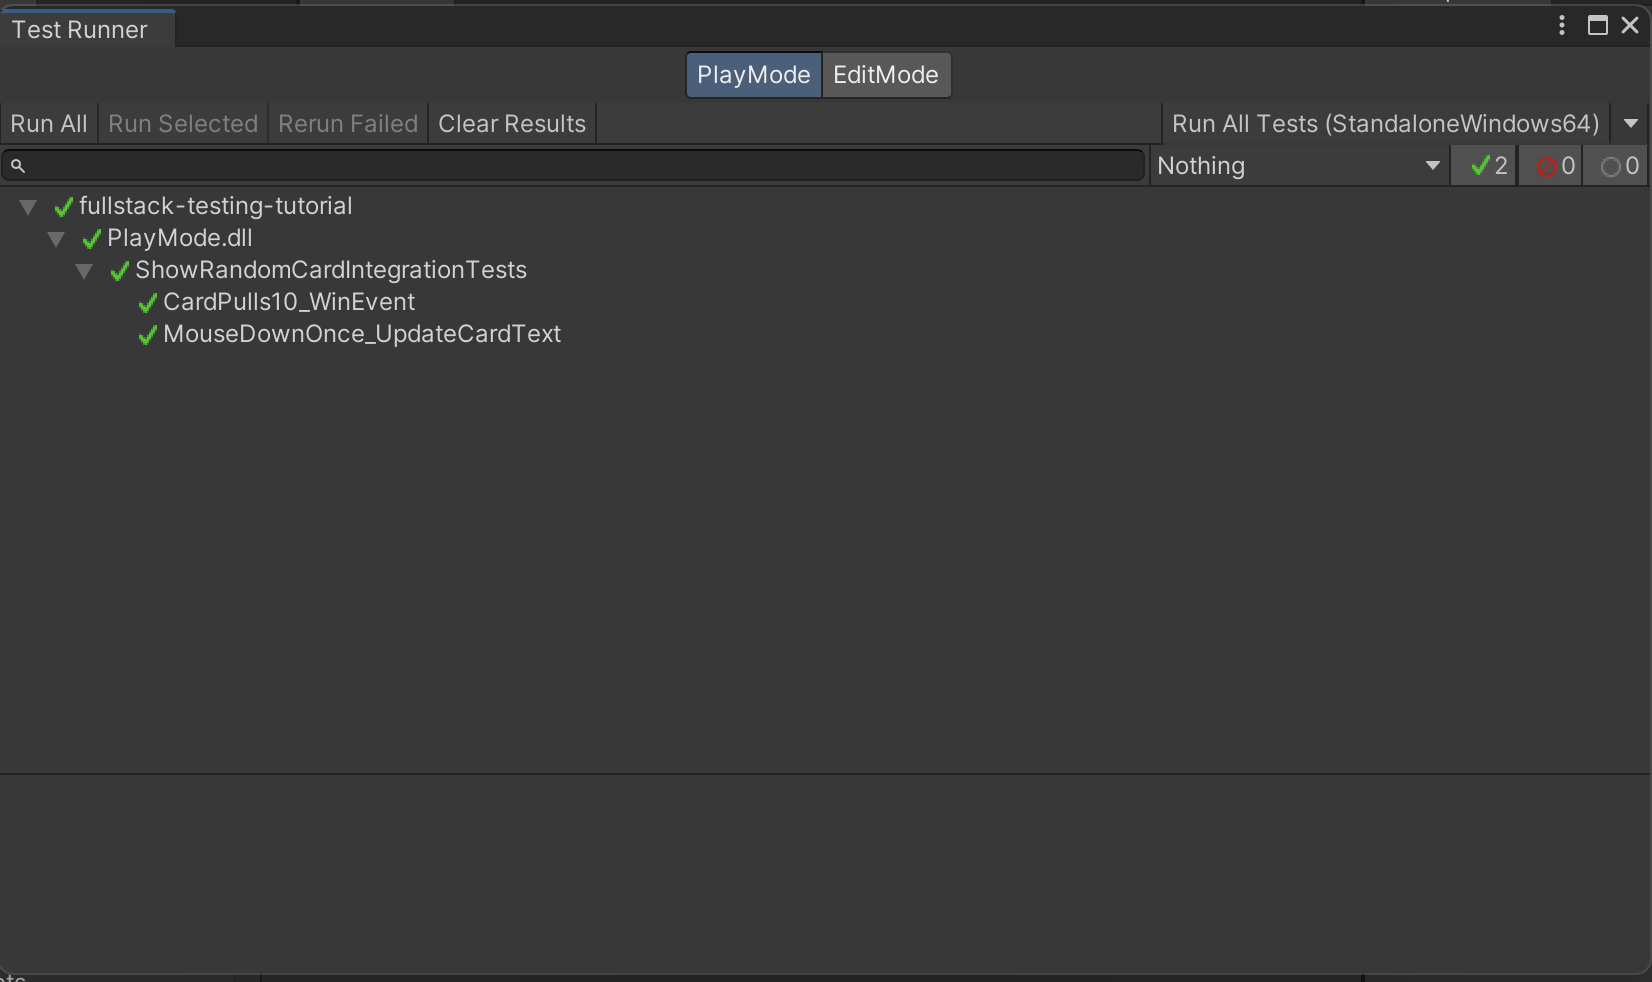 Test Runner
PlayMode EditMode
Run All Run Selected Rerun Failed Clear Results Run All Tests (StandaloneWindows64)
Nothing 2 0 0
fullstack-testing-tutorial
PlayMode.dll
ShowRandomCardIntegrationTests
CardPulls10_WinEvent
MouseDownOnce_UpdateCardText